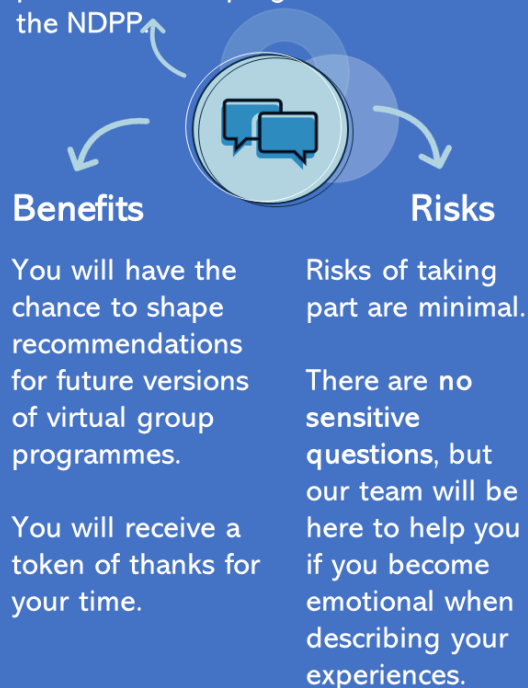 the NDPP.
Benefits
You will have the
chance to shape
recommendations
for future versions
of virtual group
programmes.
You will receive a
token of thanks for
your time.
Risks
Risks of taking
part are minimal.
There are no
sensitive
questions, but
our team will be
here to help you
if you become
emotional when
describing your
experiences.